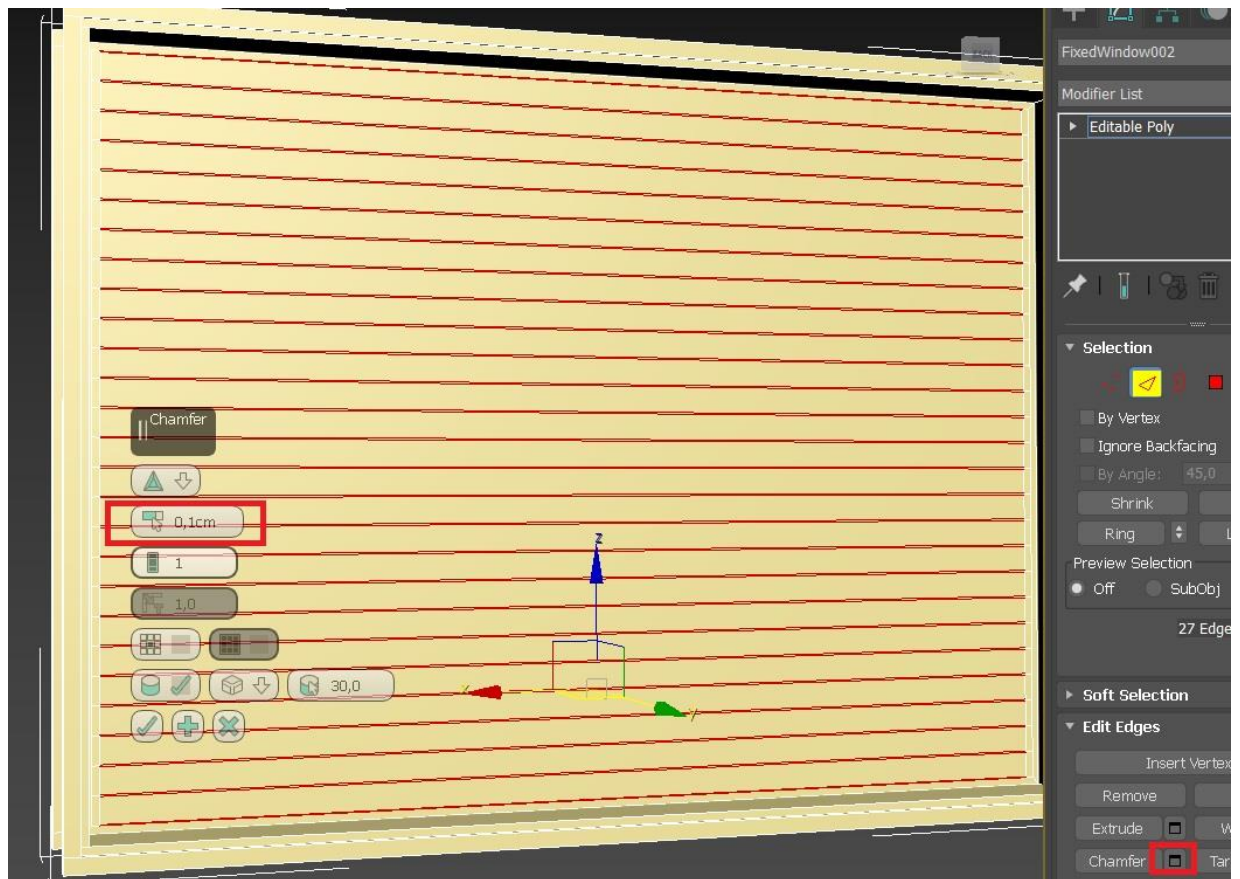 FixedWindow002
Modifier List
Editable Poly
Selection
By Vertex
Ignore Backfacing
By Angle: 45,0
Shrink
Ring
Preview Selection
Off SubObj
27 Edge
Soft Selection
Edit Edges
Insert Vertex
Remove
Extrude W
Chamfer Tar
Chamfer
0,1cm
1
1,0
30,0
z
x
y